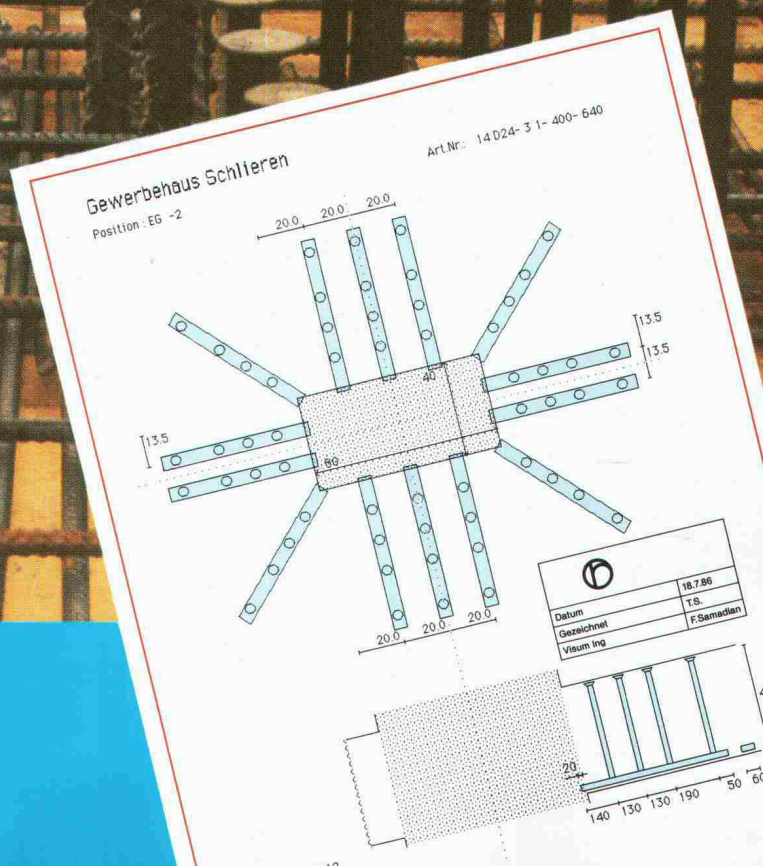 Gewerbehaus Schlieren
Art.Nr.: 14 D24- 3 1- 400- 640
Position : EG -2
20.0 20.0 20.0
13.5
13.5
40
13.5
80
20.0 20.0 20.0
Datum 18.7.86
Gezeichnet T.S.
Visum Ing F.Samadian
20
140 130 130 190 50 60